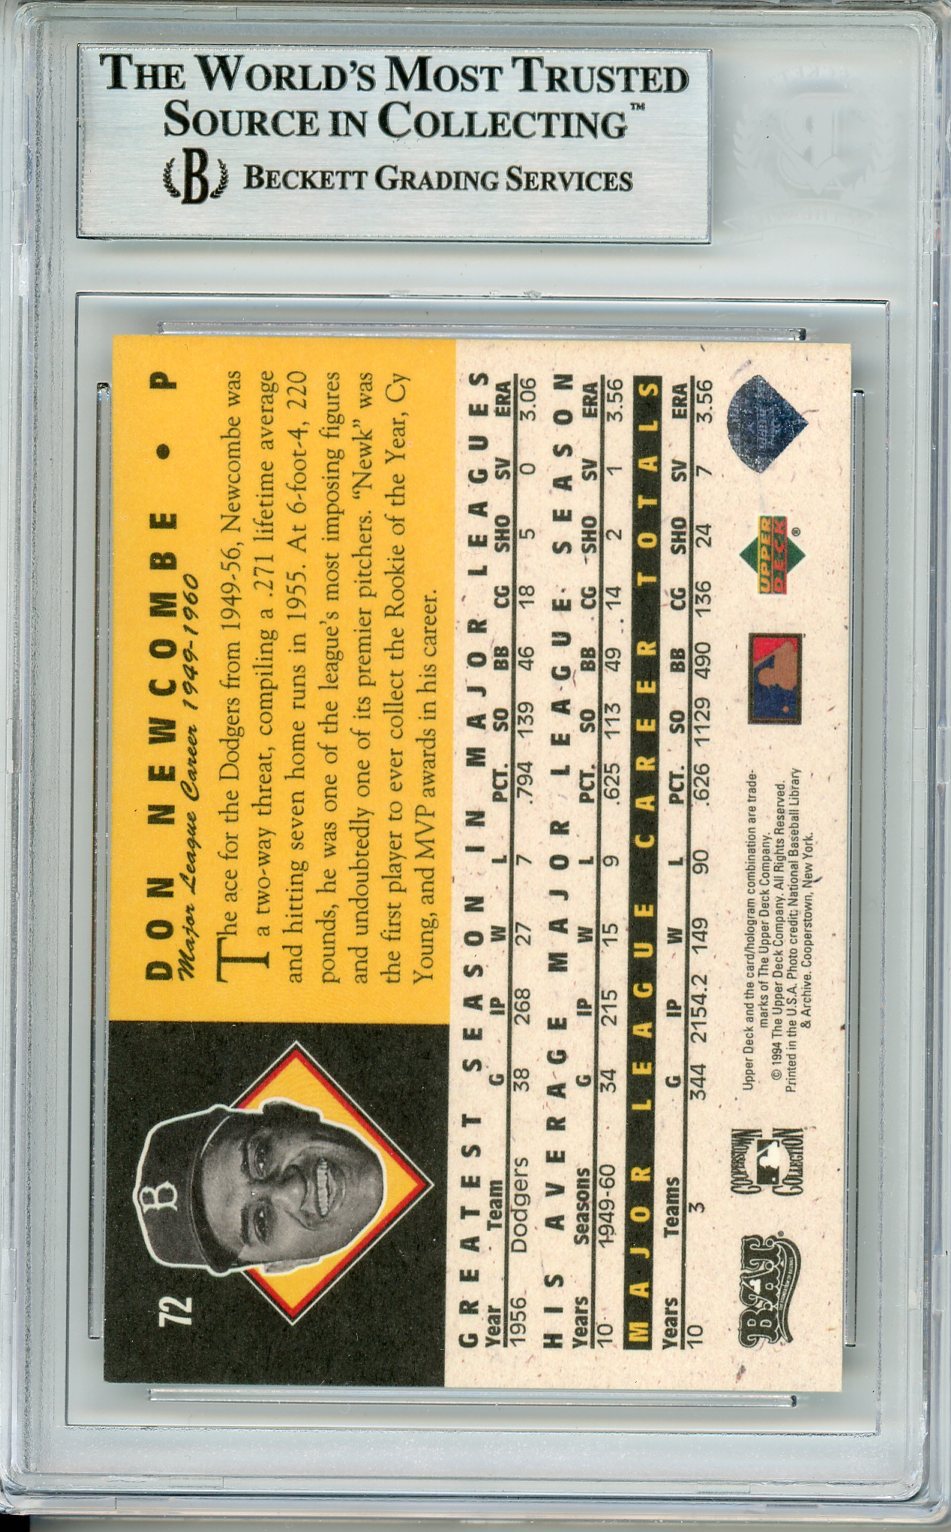 THE WORLD'S MOST TRUSTED
SOURCE IN COLLECTING™
B BECKETT GRADING SERVICES
72
DON NEWCOMBE • P
Major League Career 1949-1960
The ace for the Dodgers from 1949-56, Newcombe was
a two-way threat, compiling a .271 lifetime average
and hitting seven home runs in 1955. At 6-foot-4, 220
pounds, he was one of the league's most imposing figures
and undoubtedly one of its premier pitchers. "Newk" was
the first player to ever collect the Rookie of the Year, Cy
Young, and MVP awards in his career.
B
GREATEST SEASON IN MAJOR LEAGUES
Year Team G IP W L PCT. SO BB CG SHO SV ERA
1956 Dodgers 38 268 27 7 .794 139 46 18 5 0 3.06
HIS AVERAGE MAJOR LEAGUE SEASON
Years Seasons G IP W L PCT. SO BB CG SHO SV ERA
10 1949-60 34 215 15 9 .625 113 49 14 2 1 3.56
MAJOR LEAGUE CAREER TOTALS
Years Teams G IP W L PCT. SO BB CG SHO SV ERA
10 3 344 2154.2 149 90 .626 1129 490 136 24 7 3.56
B.A.T.
COOPERSTOWN
COLLECTION
Upper Deck and the card/hologram combination are trade-
marks of The Upper Deck Company.
© 1994 The Upper Deck Company. All Rights Reserved.
Printed in the U.S.A. Photo credit: National Baseball Library
& Archive. Cooperstown, New York.
UPPER
DECK
®